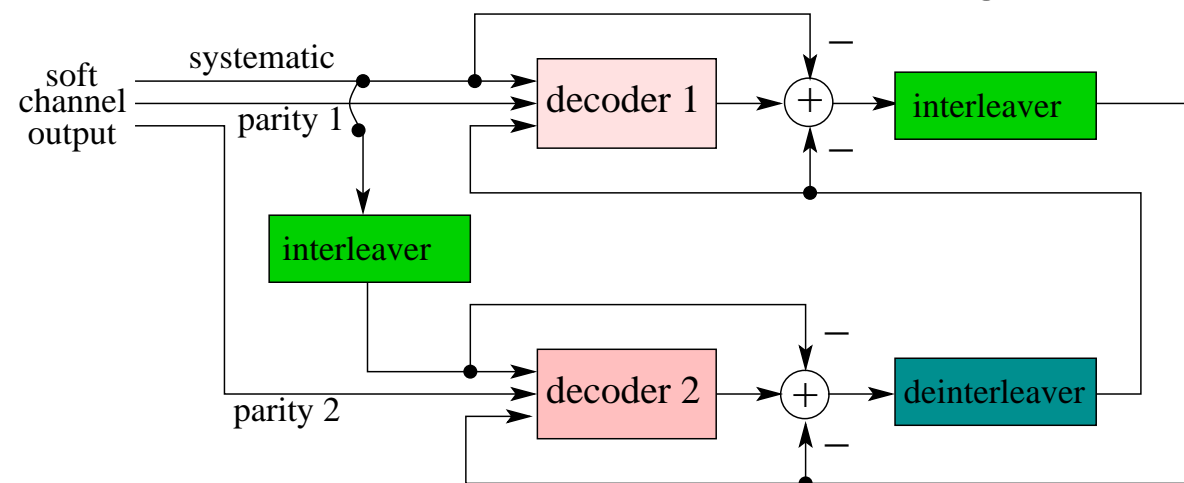 systematic
soft
channel
output
parity 1
decoder 1
+
−
−
interleaver
interleaver
parity 2
decoder 2
+
−
−
deinterleaver